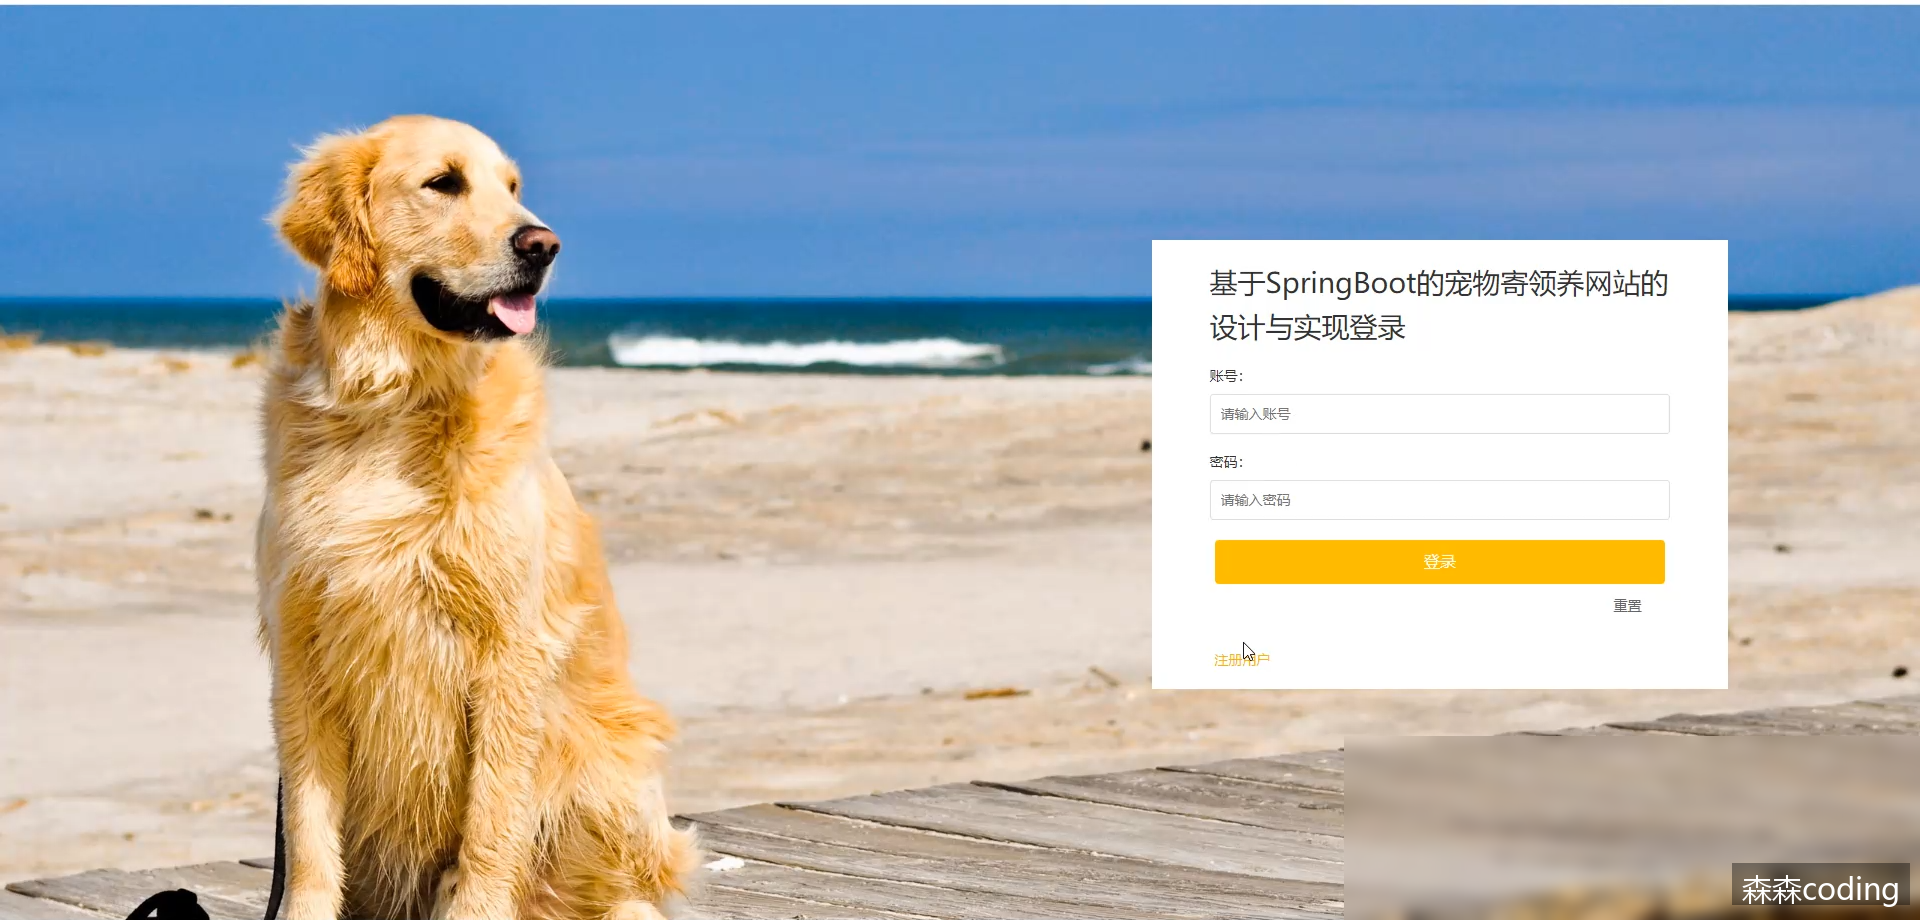 基于SpringBoot的宠物寄领养网站的
设计与实现登录
账号：
请输入账号
密码：
请输入密码
登录
重置
注册用户
森森coding